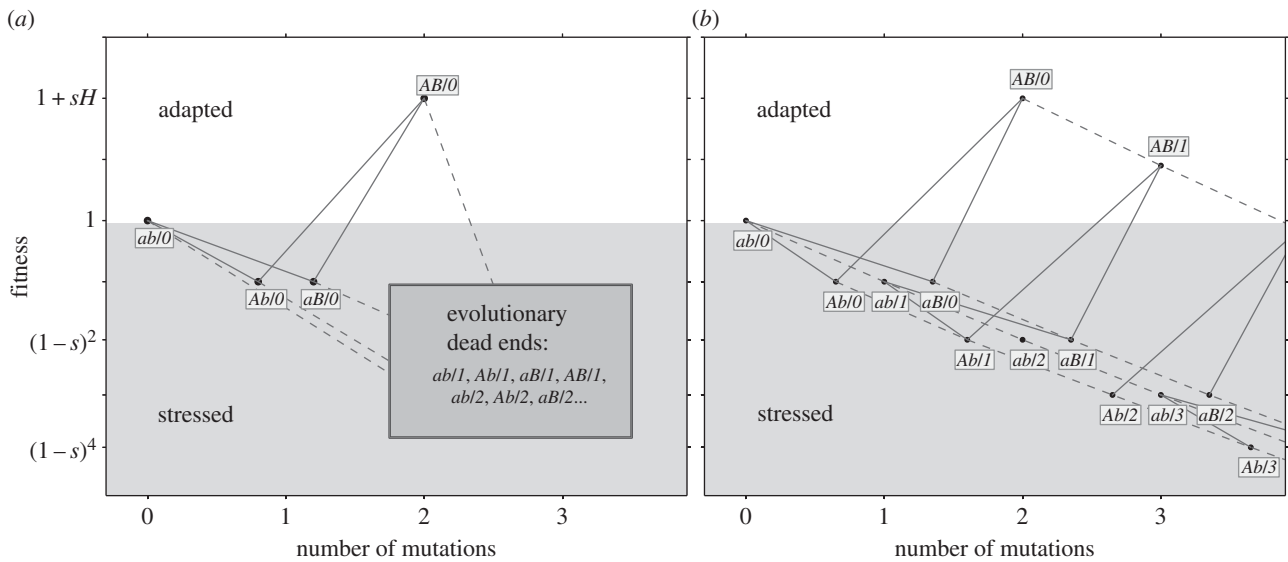 (a)
(b)
fitness
1 + sH
1
(1 – s)²
(1 – s)⁴
adapted
stressed
AB/0
ab/0
Ab/0
aB/0
evolutionary
dead ends:
ab/1, Ab/1, aB/1, AB/1,
ab/2, Ab/2, aB/2...
0
1
2
3
number of mutations
adapted
stressed
AB/0
AB/1
ab/0
Ab/0
ab/1
aB/0
Ab/1
ab/2
aB/1
Ab/2
ab/3
aB/2
Ab/3
0
1
2
3
number of mutations